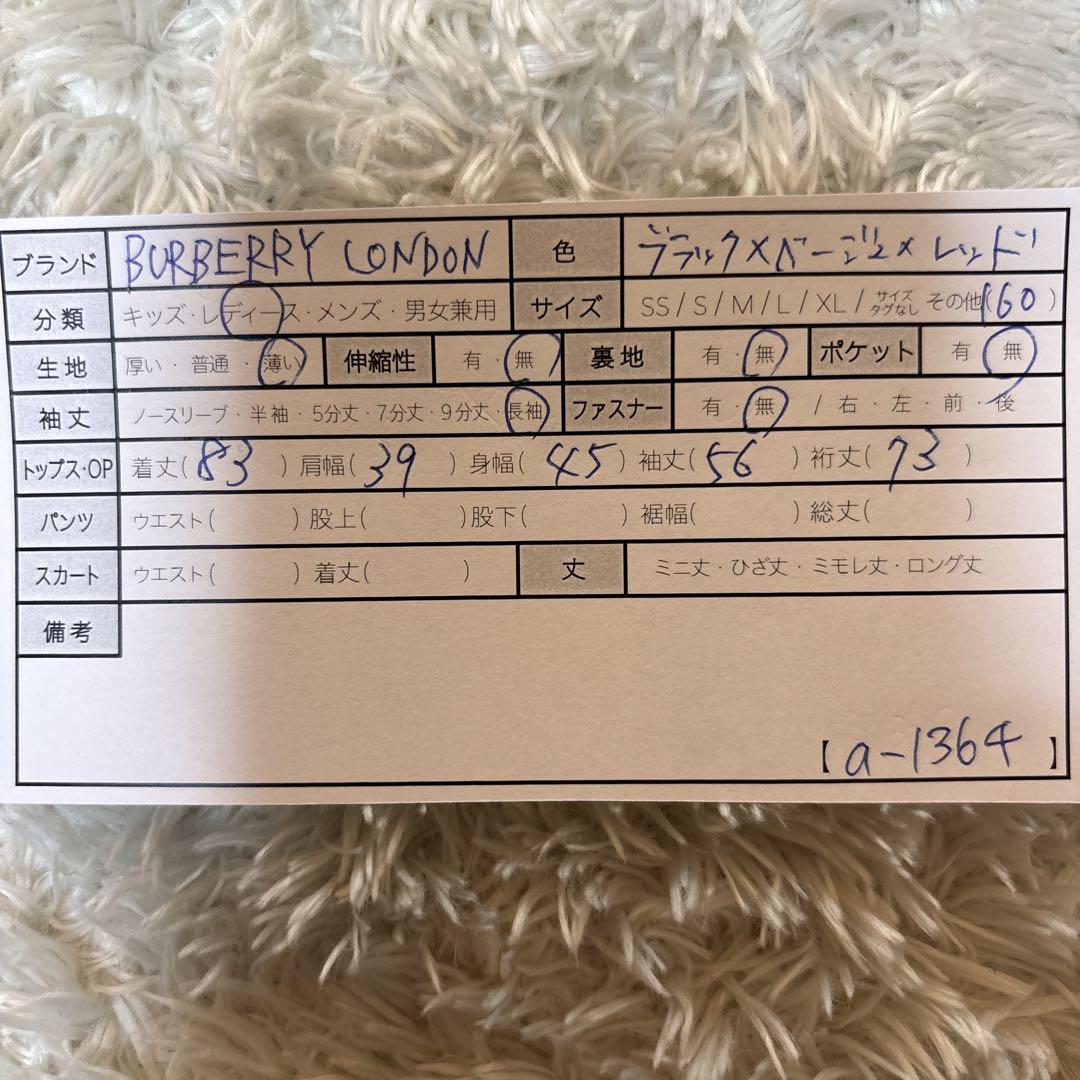 ブランド BURBERRY LONDON 色 ブラック×ベージュ×レッド
分類 キッズ・レディース・メンズ・男女兼用 サイズ SS / S / M / L / XL / サイズタグなし その他(160)
生地 厚い・普通・薄い 伸縮性 有・無 裏地 有・無 ポケット 有・無
袖丈 ノースリーブ・半袖・5分丈・7分丈・9分丈・長袖 ファスナー 有・無 / 右・左・前・後
トップス・OP 着丈(83) 肩幅(39) 身幅(45) 袖丈(56) 裄丈(73)
パンツ ウエスト( ) 股上( ) 股下( ) 裾幅( ) 総丈( )
スカート ウエスト( ) 着丈( ) 丈 ミニ丈・ひざ丈・ミモレ丈・ロング丈
備考
【a-1364】